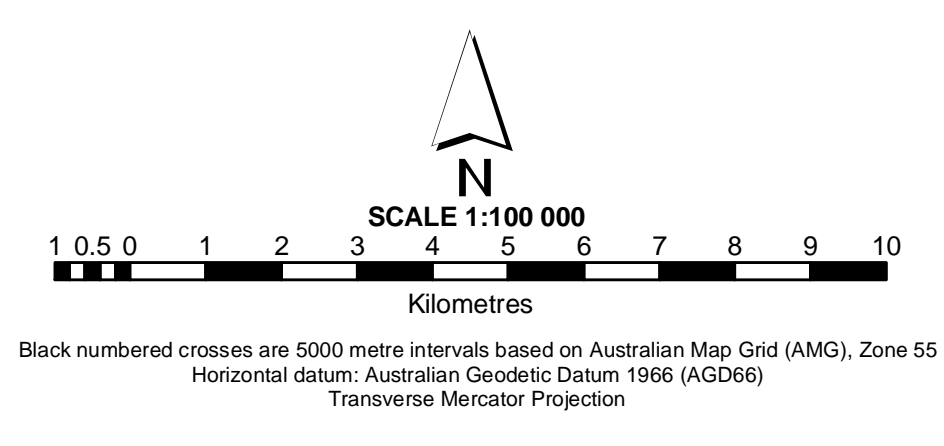 N
SCALE 1:100 000
1 0.5 0 1 2 3 4 5 6 7 8 9 10
Kilometres
Black numbered crosses are 5000 metre intervals based on Australian Map Grid (AMG), Zone 55
Horizontal datum: Australian Geodetic Datum 1966 (AGD66)
Transverse Mercator Projection